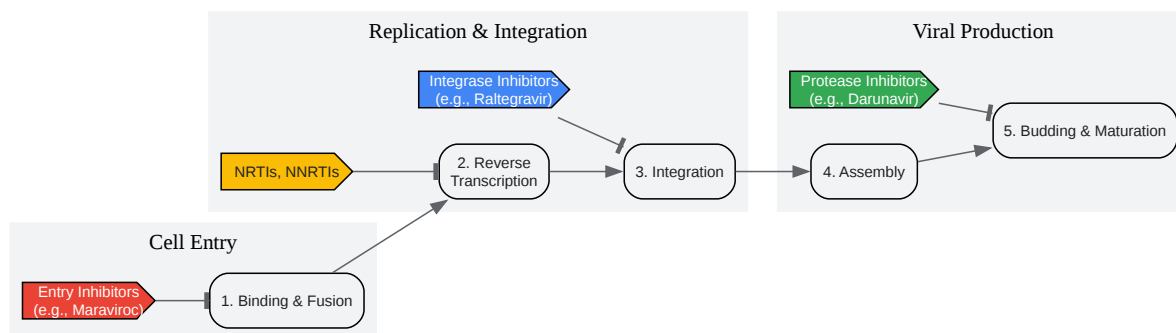 Replication & Integration
Viral Production
Integrase Inhibitors
(e.g., Raltegravir)
Protease Inhibitors
(e.g., Darunavir)
5. Budding & Maturation
NRTIs, NNRTIs
2. Reverse
Transcription
3. Integration
4. Assembly
Cell Entry
Entry Inhibitors
(e.g., Maraviroc)
1. Binding & Fusion